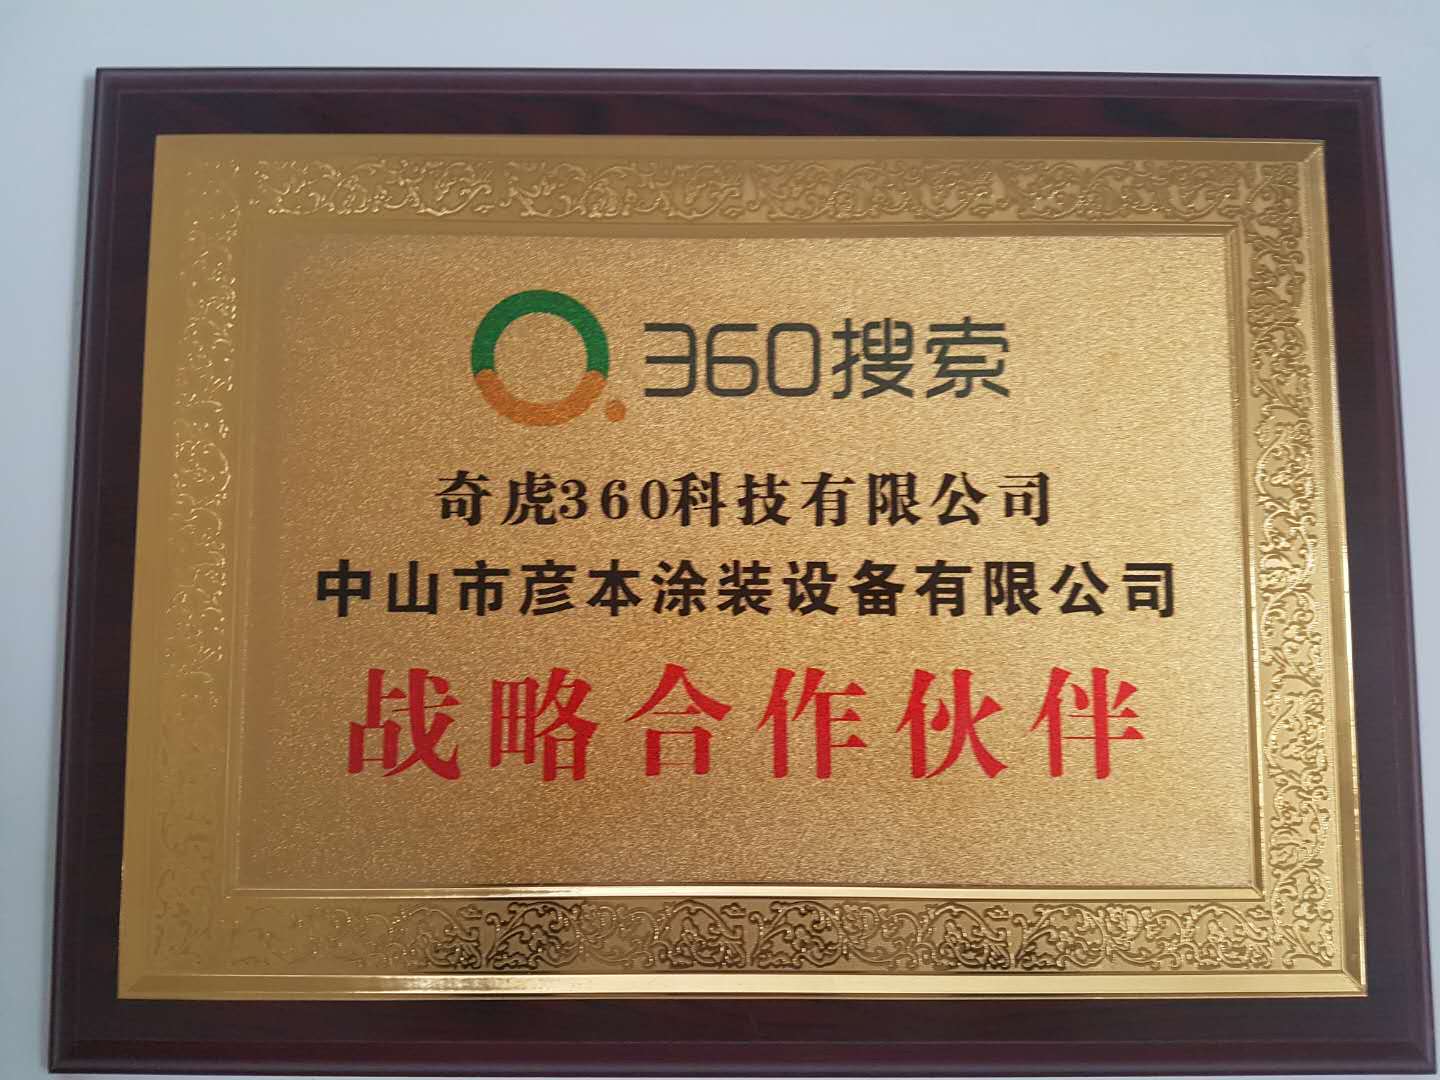 360搜索
奇虎360科技有限公司
中山市彦本涂装设备有限公司
战略合作伙伴